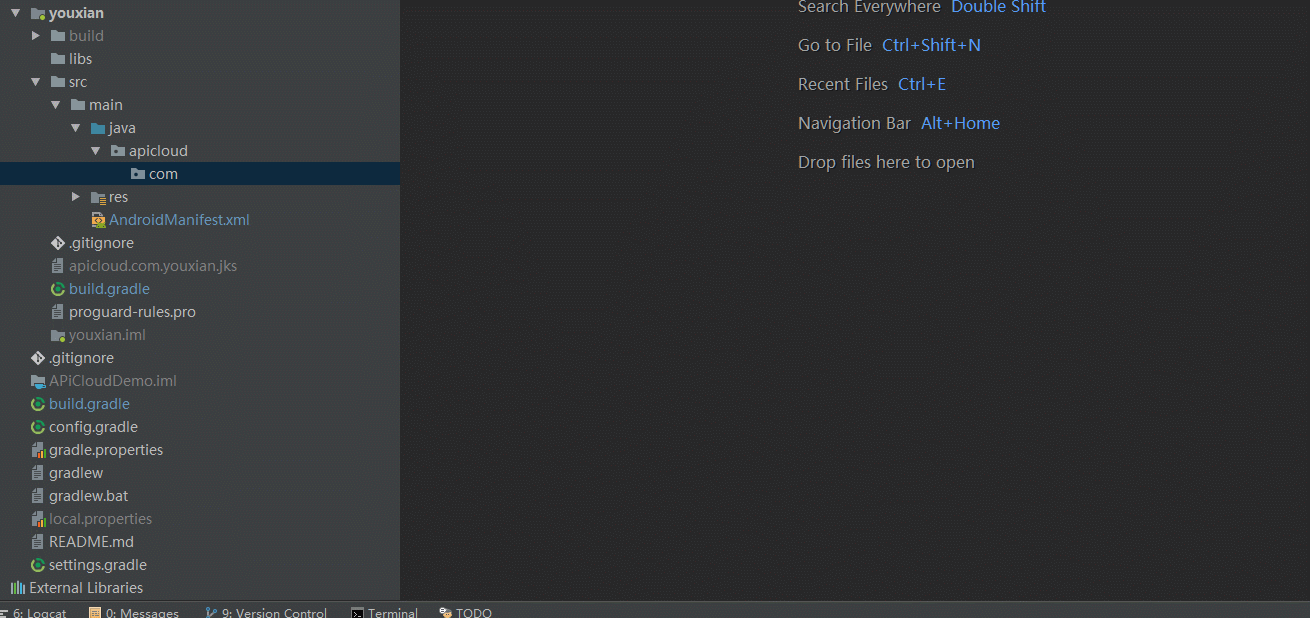 youxian
build
libs
src
main
java
apicloud
com
res
AndroidManifest.xml
.gitignore
apicloud.com.youxian.jks
build.gradle
proguard-rules.pro
youxian.iml
.gitignore
APiCloudDemo.iml
build.gradle
config.gradle
gradle.properties
gradlew
gradlew.bat
local.properties
README.md
settings.gradle
External Libraries
Search Everywhere Double Shift
Go to File Ctrl+Shift+N
Recent Files Ctrl+E
Navigation Bar Alt+Home
Drop files here to open
6: Logcat 0: Messages 9: Version Control Terminal TODO